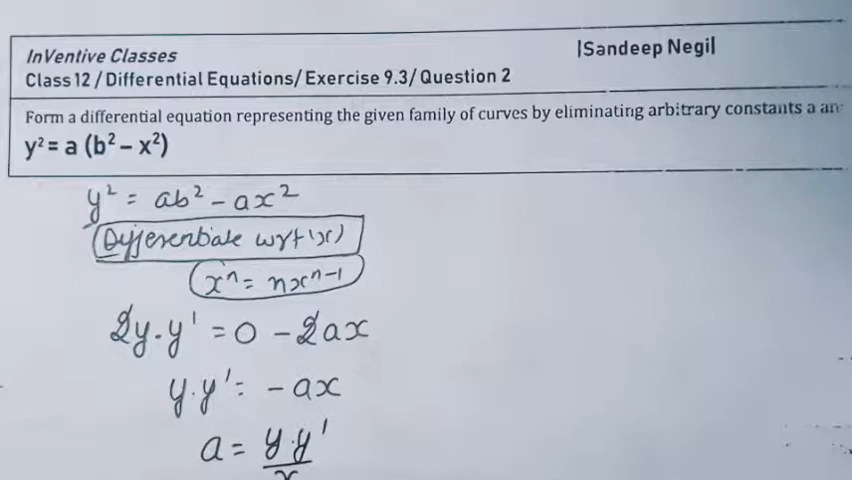 InVentive Classes
|Sandeep Negi|
Class 12 / Differential Equations/ Exercise 9.3/ Question 2
Form a differential equation representing the given family of curves by eliminating arbitrary constants a an
y² = a (b² – x²)
y² = ab² - ax²
Differentiate wrt (x)
xⁿ = nxⁿ⁻¹
2y.y' = 0 - 2ax
y.y' = - ax
a = y.y'
x